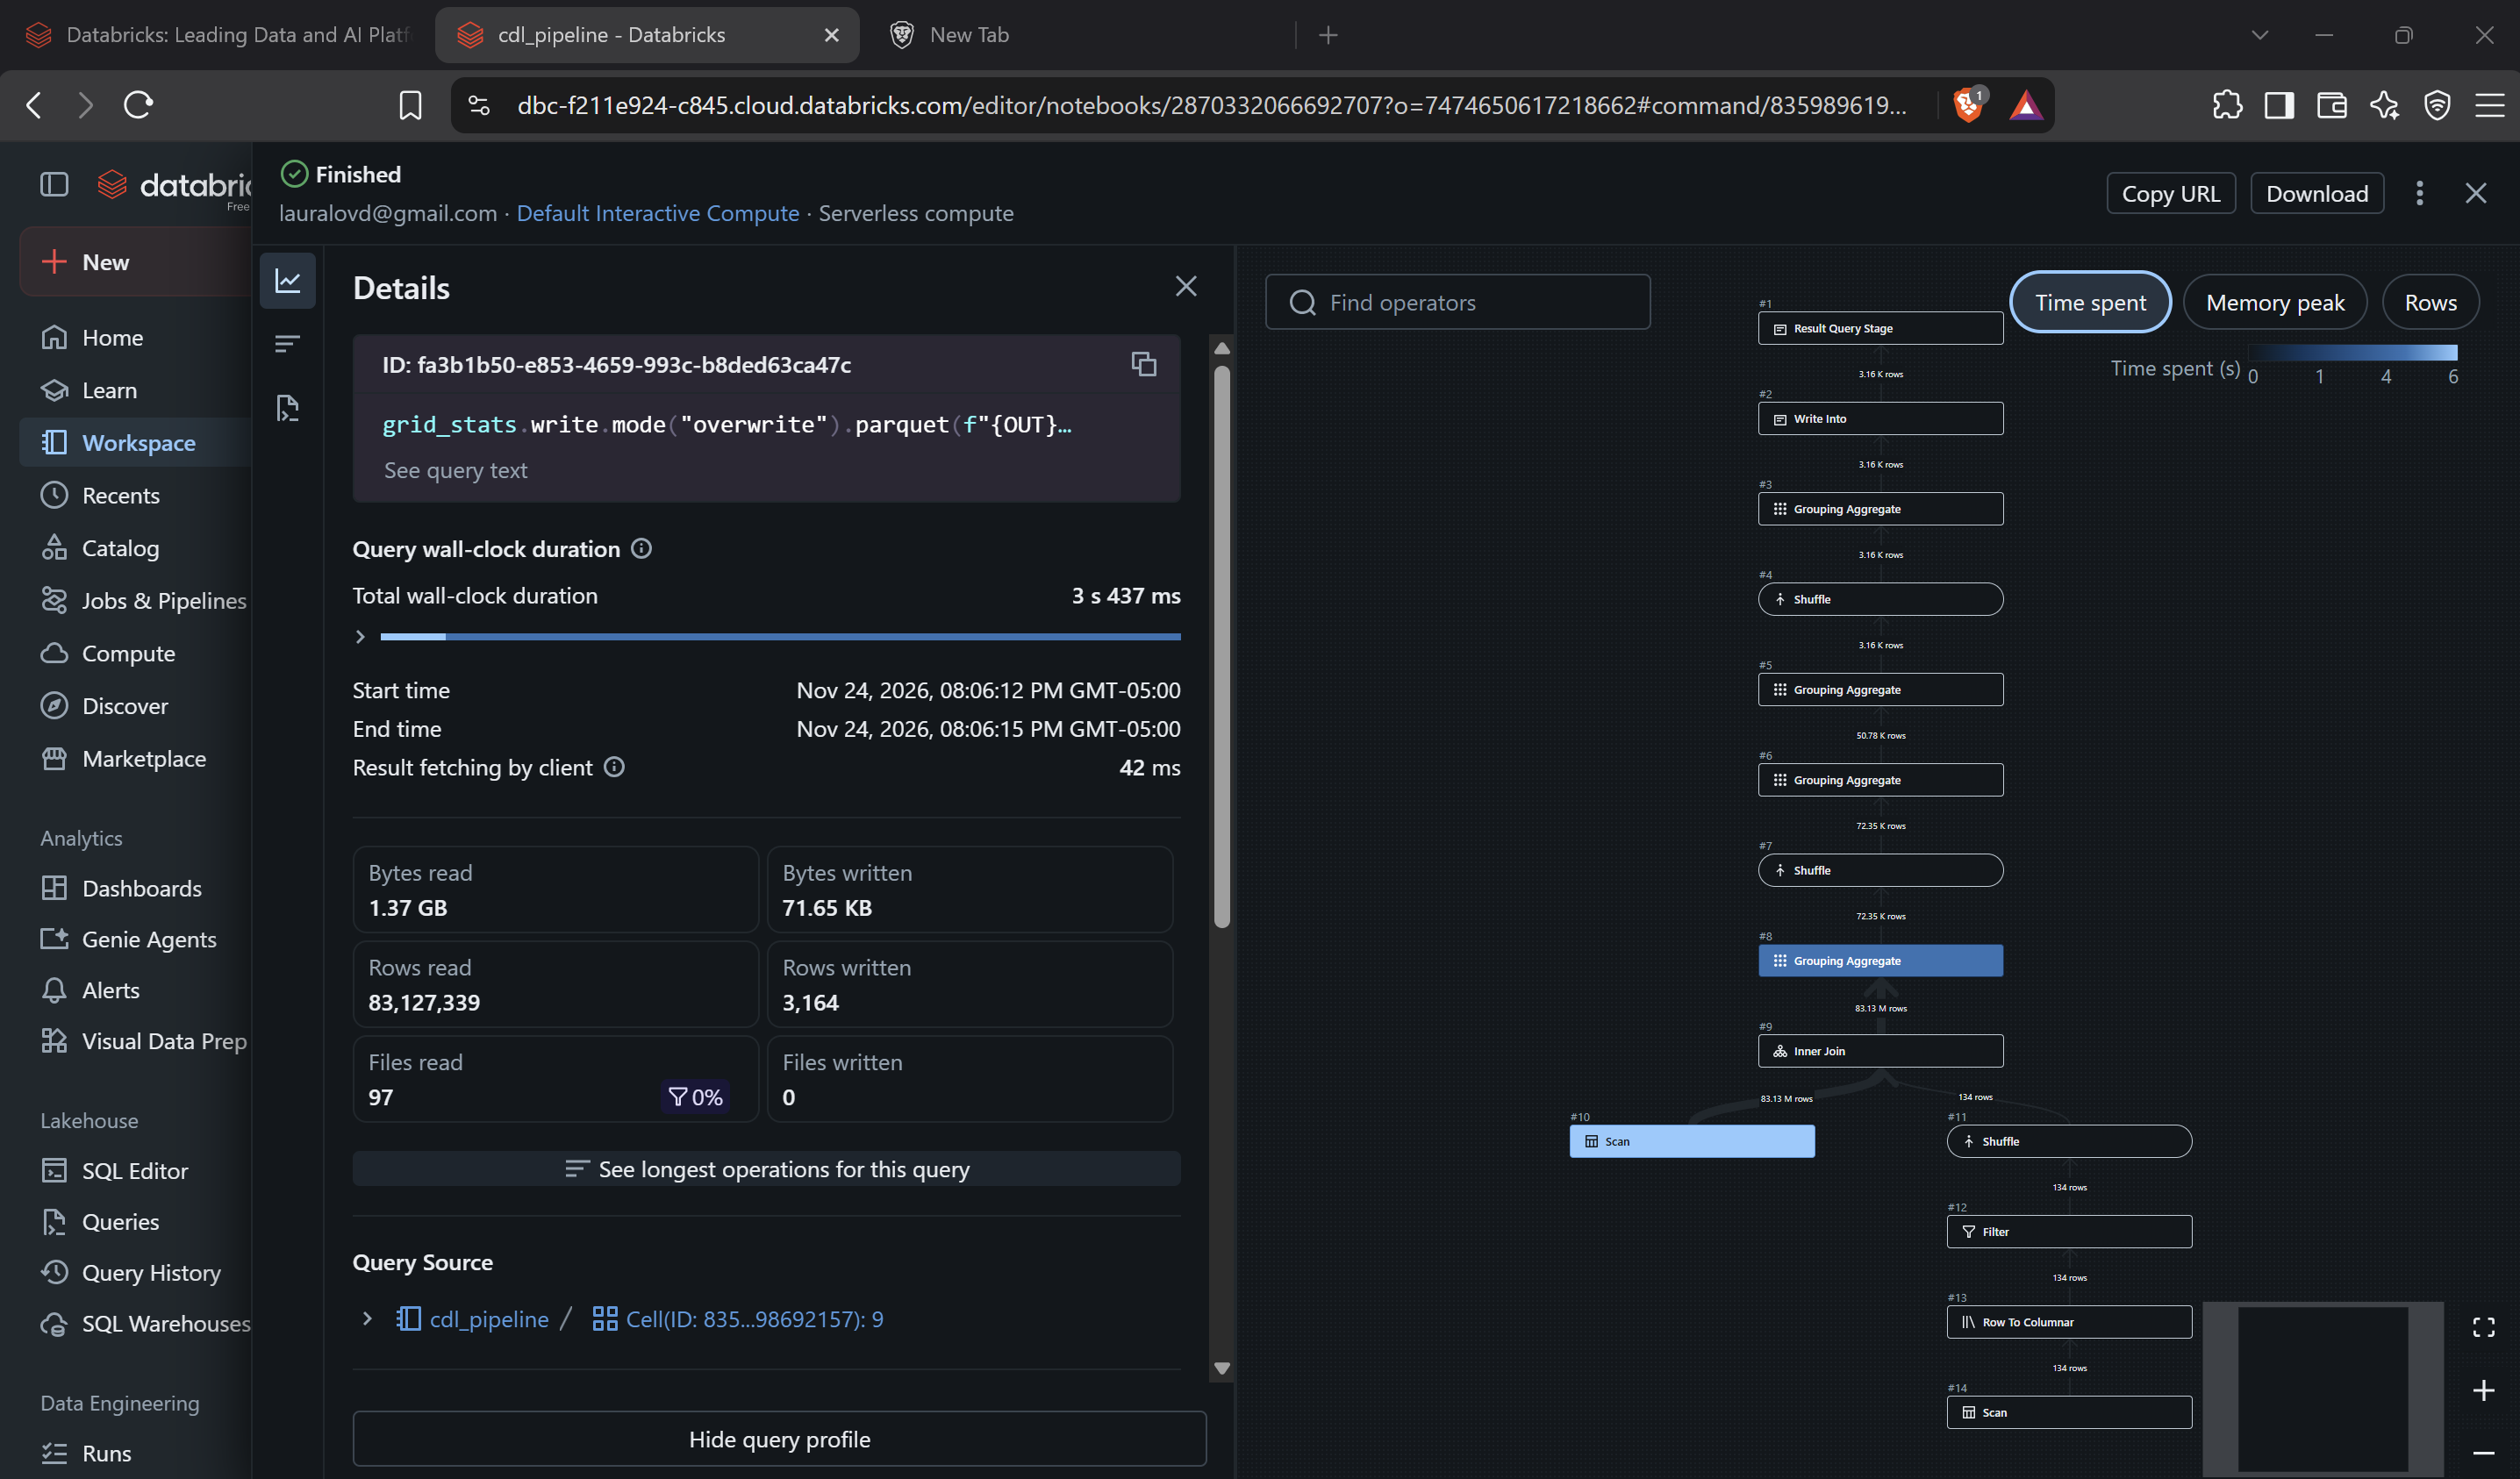 Databricks: Leading Data and AI Platf
cdl_pipeline - Databricks
New Tab
dbc-f211e924-c845.cloud.databricks.com/editor/notebooks/2870332066692707?o=7474650617218662#command/835989619...
1
databric
Free
New
Home
Learn
Workspace
Recents
Catalog
Jobs & Pipelines
Compute
Discover
Marketplace
Analytics
Dashboards
Genie Agents
Alerts
Visual Data Prep
Lakehouse
SQL Editor
Queries
Query History
SQL Warehouses
Data Engineering
Runs
Finished
lauralovd@gmail.com · Default Interactive Compute · Serverless compute
Copy URL
Download
Details
ID: fa3b1b50-e853-4659-993c-b8ded63ca47c
grid_stats.write.mode("overwrite").parquet(f"{OUT}…
See query text
Query wall-clock duration
Total wall-clock duration 3 s 437 ms
Start time Nov 24, 2026, 08:06:12 PM GMT-05:00
End time Nov 24, 2026, 08:06:15 PM GMT-05:00
Result fetching by client 42 ms
Bytes read
1.37 GB
Bytes written
71.65 KB
Rows read
83,127,339
Rows written
3,164
Files read
97
0%
Files written
0
See longest operations for this query
Query Source
cdl_pipeline / Cell(ID: 835...98692157): 9
Hide query profile
Find operators
Time spent
Memory peak
Rows
Time spent (s)
0 1 4 6
#1
Result Query Stage
3.16 K rows
#2
Write Into
3.16 K rows
#3
Grouping Aggregate
3.16 K rows
#4
Shuffle
3.16 K rows
#5
Grouping Aggregate
50.78 K rows
#6
Grouping Aggregate
72.35 K rows
#7
Shuffle
72.35 K rows
#8
Grouping Aggregate
83.13 M rows
#9
Inner Join
83.13 M rows
134 rows
#10
Scan
#11
Shuffle
134 rows
#12
Filter
134 rows
#13
Row To Columnar
134 rows
#14
Scan